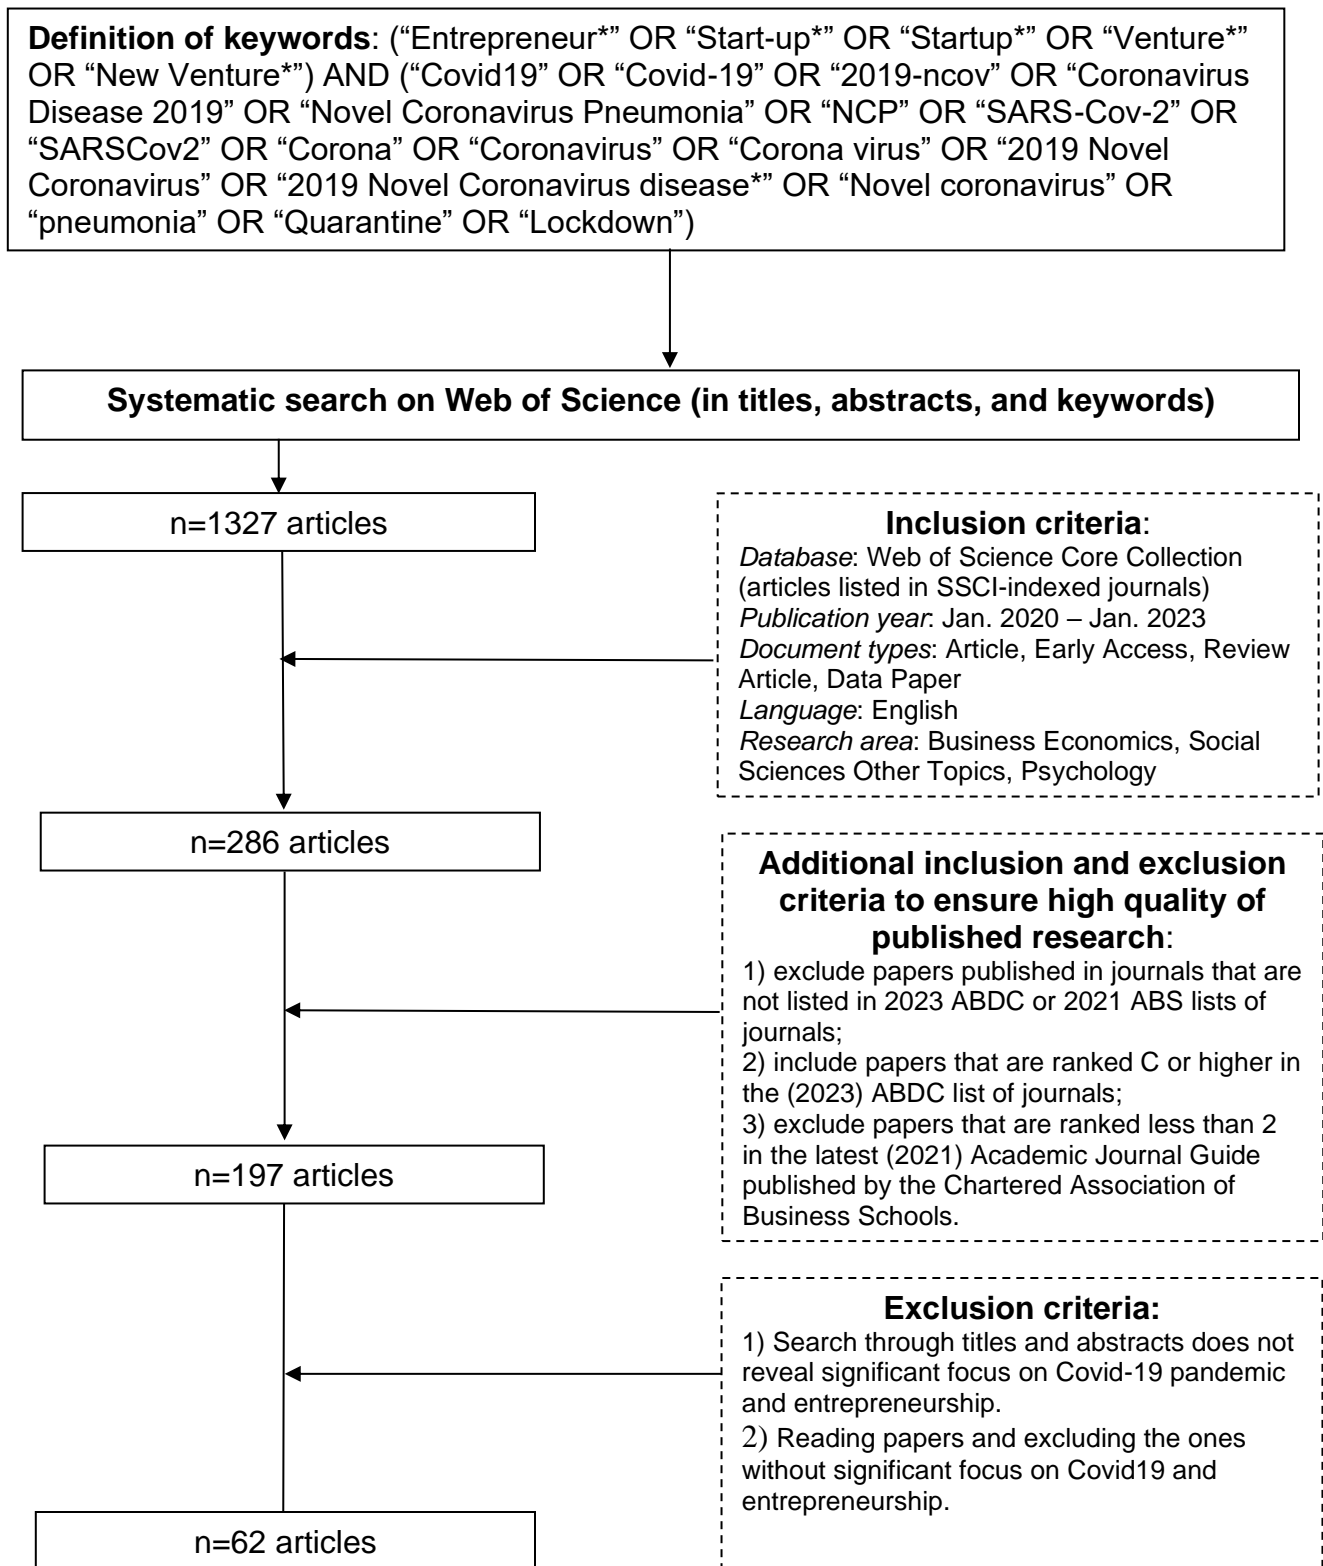 Definition of keywords: (“Entrepreneur*” OR “Start-up*” OR “Startup*” OR “Venture*”
OR “New Venture*”) AND (“Covid19” OR “Covid-19” OR “2019-ncov” OR “Coronavirus
Disease 2019” OR “Novel Coronavirus Pneumonia” OR “NCP” OR “SARS-Cov-2” OR
“SARSCov2” OR “Corona” OR “Coronavirus” OR “Corona virus” OR “2019 Novel
Coronavirus” OR “2019 Novel Coronavirus disease*” OR “Novel coronavirus” OR
“pneumonia” OR “Quarantine” OR “Lockdown”)
Systematic search on Web of Science (in titles, abstracts, and keywords)
n=1327 articles
Inclusion criteria:
Database: Web of Science Core Collection
(articles listed in SSCI-indexed journals)
Publication year: Jan. 2020 – Jan. 2023
Document types: Article, Early Access, Review
Article, Data Paper
Language: English
Research area: Business Economics, Social
Sciences Other Topics, Psychology
n=286 articles
Additional inclusion and exclusion
criteria to ensure high quality of
published research:
1) exclude papers published in journals that are
not listed in 2023 ABDC or 2021 ABS lists of
journals;
2) include papers that are ranked C or higher in
the (2023) ABDC list of journals;
3) exclude papers that are ranked less than 2
in the latest (2021) Academic Journal Guide
published by the Chartered Association of
Business Schools.
n=197 articles
Exclusion criteria:
1) Search through titles and abstracts does not
reveal significant focus on Covid-19 pandemic
and entrepreneurship.
2) Reading papers and excluding the ones
without significant focus on Covid19 and
entrepreneurship.
n=62 articles